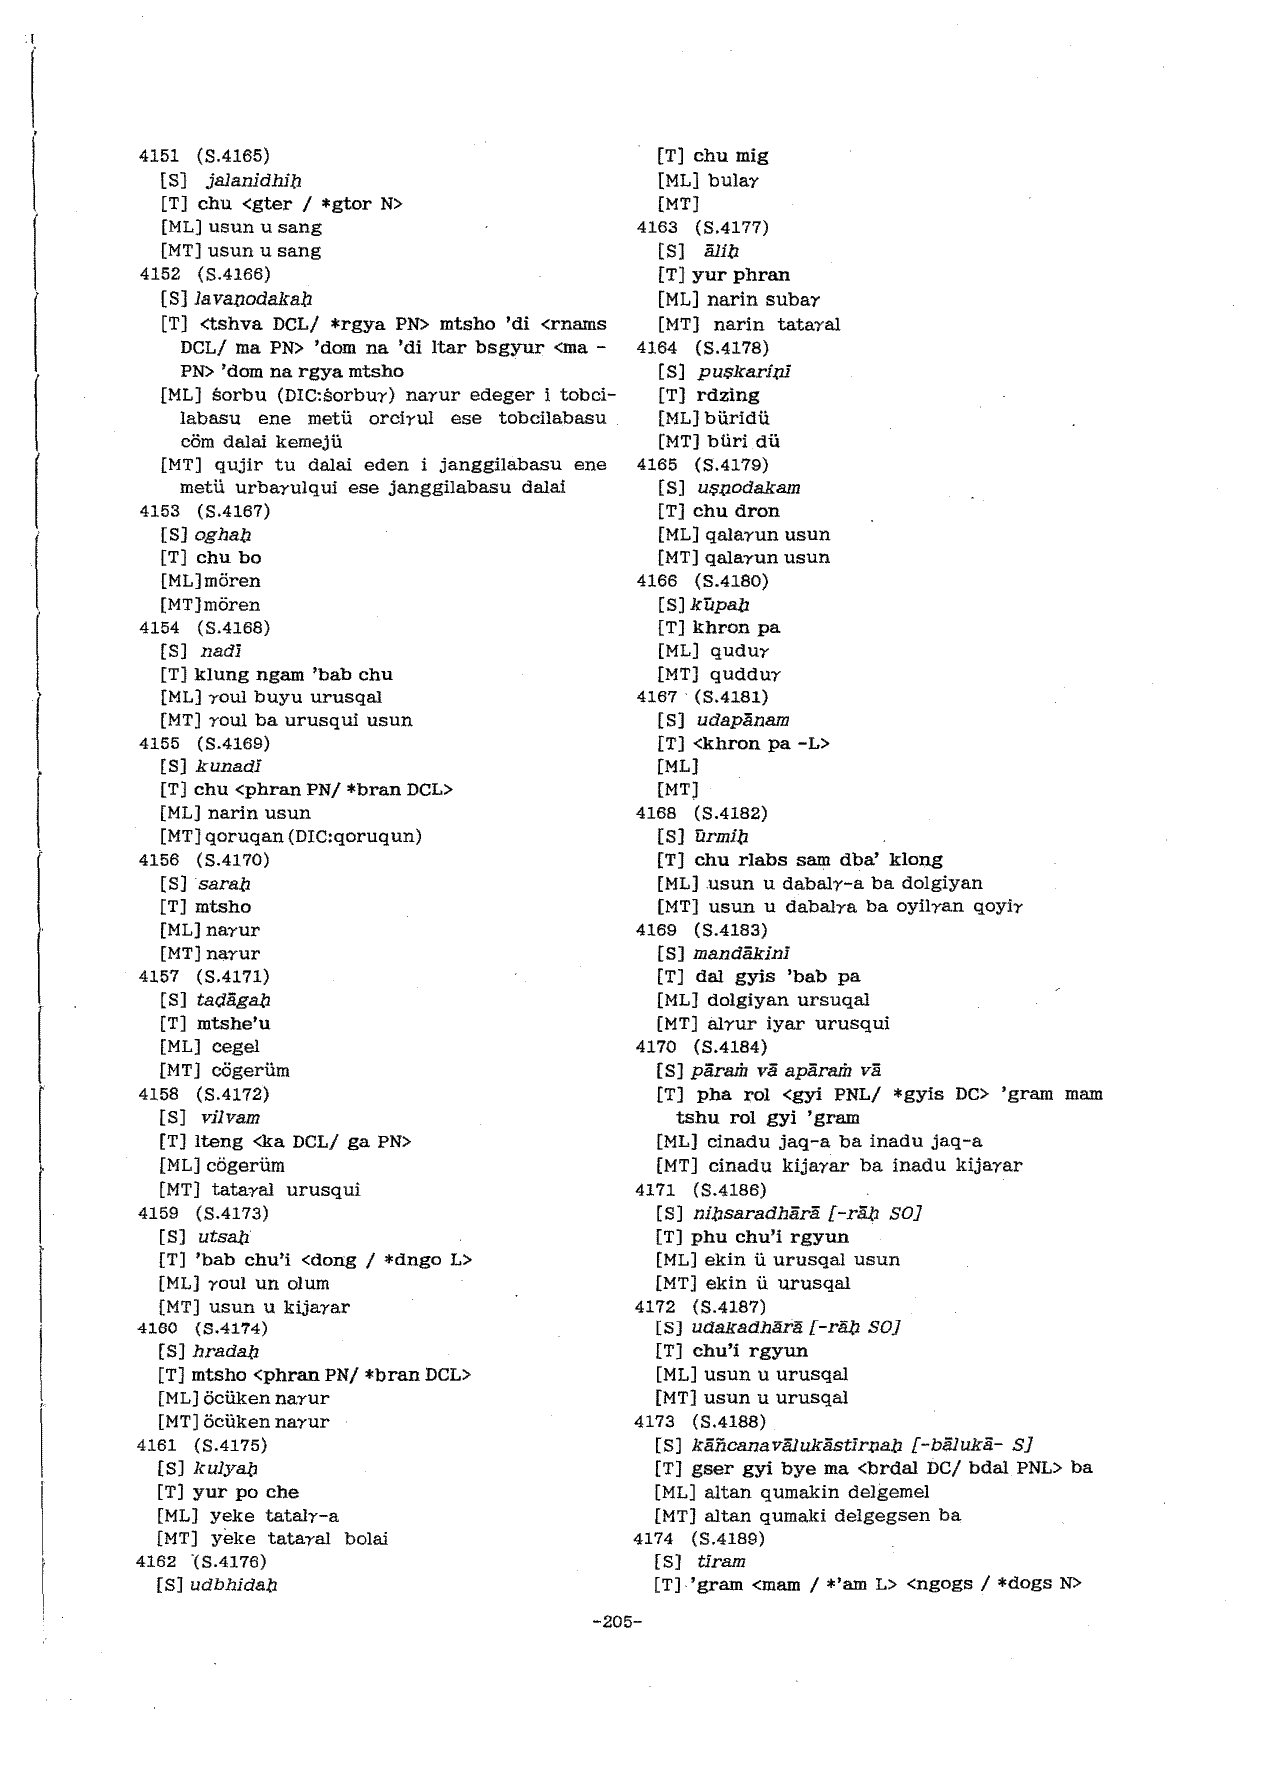 4151 (S.4165)
[S] jalanidhiḥ
[T] chu <gter / *gtor N>
[ML] usun u sang
[MT] usun u sang
4152 (S.4166)
[S] lavaṇodakaḥ
[T] <tshva DCL/ *rgya PN> mtsho 'di <rnams
DCL/ ma PN> 'dom na 'di ltar bsgyur <ma -
PN> 'dom na rgya mtsho
[ML] śorbu (DIC:śorbuγ) naγur edeger i tobci-
labasu ene metü orciγul ese tobcilabasu
cöm dalai kemejü
[MT] qujir tu dalai eden i janggilabasu ene
metü urbaγulqui ese janggilabasu dalai
4153 (S.4167)
[S] oghaḥ
[T] chu bo
[ML] mören
[MT] mören
4154 (S.4168)
[S] nadī
[T] klung ngam 'bab chu
[ML] γoul buyu urusqal
[MT] γoul ba urusqui usun
4155 (S.4169)
[S] kunadī
[T] chu <phran PN/ *bran DCL>
[ML] narin usun
[MT] qoruqan (DIC:qoruqun)
4156 (S.4170)
[S] saraḥ
[T] mtsho
[ML] naγur
[MT] naγur
4157 (S.4171)
[S] taḍāgaḥ
[T] mtshe'u
[ML] cegel
[MT] cögerüm
4158 (S.4172)
[S] vilvam
[T] lteng <ka DCL/ ga PN>
[ML] cögerüm
[MT] tataγal urusqui
4159 (S.4173)
[S] utsaḥ
[T] 'bab chu'i <dong / *dngo L>
[ML] γoul un olum
[MT] usun u kijaγar
4160 (S.4174)
[S] hradaḥ
[T] mtsho <phran PN/ *bran DCL>
[ML] öcüken naγur
[MT] öcüken naγur
4161 (S.4175)
[S] kulyaḥ
[T] yur po che
[ML] yeke tatalγ-a
[MT] yeke tataγal bolai
4162 (S.4176)
[S] udbhidaḥ
[T] chu mig
[ML] bulaγ
[MT]
4163 (S.4177)
[S] āliḥ
[T] yur phran
[ML] narin subaγ
[MT] narin tataγal
4164 (S.4178)
[S] puṣkariṇī
[T] rdzing
[ML] büridü
[MT] büri dü
4165 (S.4179)
[S] uṣṇodakam
[T] chu dron
[ML] qalaγun usun
[MT] qalaγun usun
4166 (S.4180)
[S] kūpaḥ
[T] khron pa
[ML] quduγ
[MT] qudduγ
4167 (S.4181)
[S] udapānam
[T] <khron pa -L>
[ML]
[MT]
4168 (S.4182)
[S] ūrmiḥ
[T] chu rlabs sam dba' klong
[ML] usun u dabalγ-a ba dolgiyan
[MT] usun u dabalγa ba oyilγan qoyiγ
4169 (S.4183)
[S] mandākinī
[T] dal gyis 'bab pa
[ML] dolgiyan ursuqal
[MT] alγur iyar urusqui
4170 (S.4184)
[S] pāraṁ vā apāraṁ vā
[T] pha rol <gyi PNL/ *gyis DC> 'gram mam
tshu rol gyi 'gram
[ML] cinadu jaq-a ba inadu jaq-a
[MT] cinadu kijaγar ba inadu kijaγar
4171 (S.4186)
[S] niḥsaradhārā [-rāḥ SO]
[T] phu chu'i rgyun
[ML] ekin ü urusqal usun
[MT] ekin ü urusqal
4172 (S.4187)
[S] udakadhārā [-rāḥ SO]
[T] chu'i rgyun
[ML] usun u urusqal
[MT] usun u urusqal
4173 (S.4188)
[S] kāñcanavālukāstīrṇaḥ [-bālukā- S]
[T] gser gyi bye ma <brdal DC/ bdal PNL> ba
[ML] altan qumakin delgemel
[MT] altan qumaki delgegsen ba
4174 (S.4189)
[S] tīram
[T] 'gram <mam / *'am L> <ngogs / *dogs N>
-205-